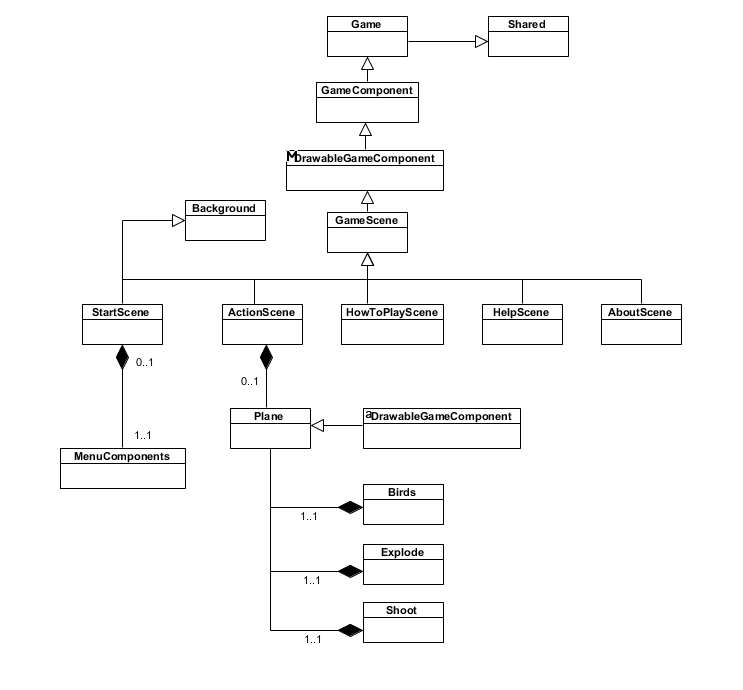 Game
Shared
GameComponent
MDrawableGameComponent
Background
GameScene
StartScene
ActionScene
HowToPlayScene
HelpScene
AboutScene
0..1
0..1
1..1
Plane
aDrawableGameComponent
MenuComponents
Birds
1..1
Explode
1..1
Shoot
1..1